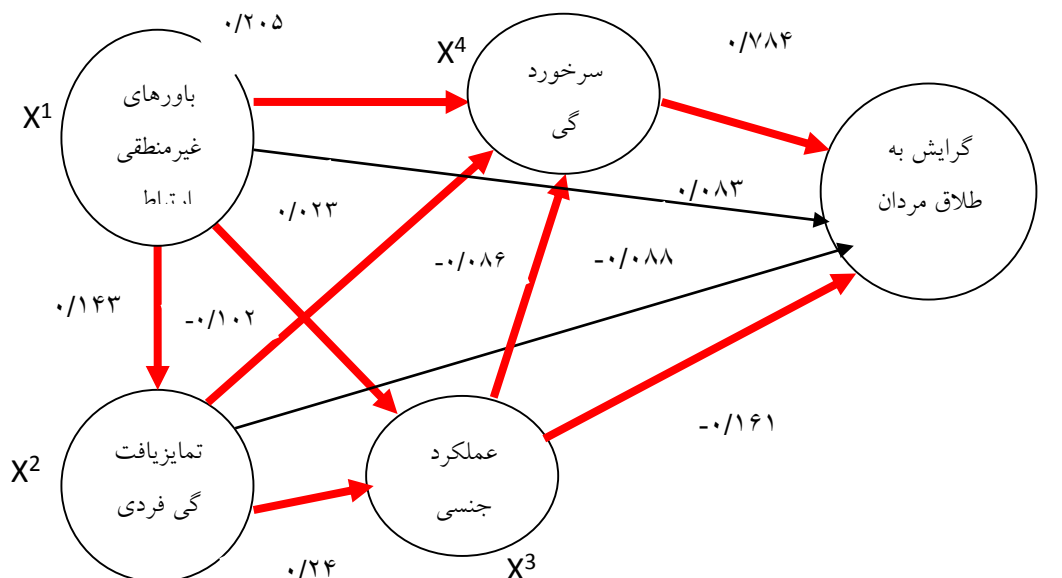 ۰/۲۰۵
X4
۰/۷۸۴
سرخورد
گی
X1
باورهای
غیرمنطقی
ارتباط
گرایش به
طلاق مردان
۰/۰۲۳
۰/۰۸۳
-۰/۰۸۶
-۰/۰۸۸
۰/۱۴۳
-۰/۱۰۲
-۰/۱۶۱
X2
تمایزیافت
گی فردی
عملکرد
جنسی
۰/۲۴
X3